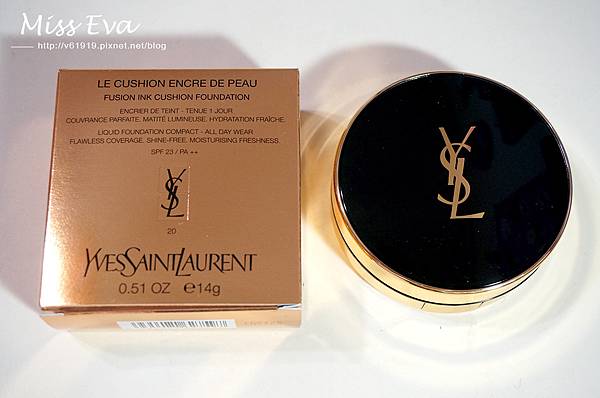 Miss Eva
http://v61919.pixnet.net/blog
LE CUSHION ENCRE DE PEAU
FUSION INK CUSHION FOUNDATION
ENCRIER DE TEINT - TENUE 1 JOUR
COUVRANCE PARFAITE. MATITÉ LUMINEUSE. HYDRATATION FRAÎCHE.
LIQUID FOUNDATION COMPACT - ALL DAY WEAR
FLAWLESS COVERAGE. SHINE-FREE. MOISTURISING FRESHNESS.
SPF 23 / PA ++
YSL
20
YVESSAINTLAURENT
0.51 OZ ℮14g
YSL